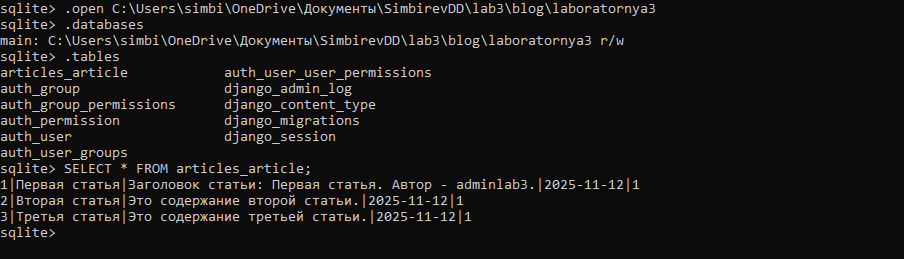 sqlite> .open C:\Users\simbi\OneDrive\Документы\SimbirevDD\lab3\blog\laboratornya3
sqlite> .databases
main: C:\Users\simbi\OneDrive\Документы\SimbirevDD\lab3\blog\laboratornya3 r/w
sqlite> .tables
articles_article            auth_user_user_permissions
auth_group                  django_admin_log
auth_group_permissions      django_content_type
auth_permission             django_migrations
auth_user                   django_session
auth_user_groups
sqlite> SELECT * FROM articles_article;
1|Первая статья|Заголовок статьи: Первая статья. Автор - adminlab3.|2025-11-12|1
2|Вторая статья|Это содержание второй статьи.|2025-11-12|1
3|Третья статья|Это содержание третьей статьи.|2025-11-12|1
sqlite>